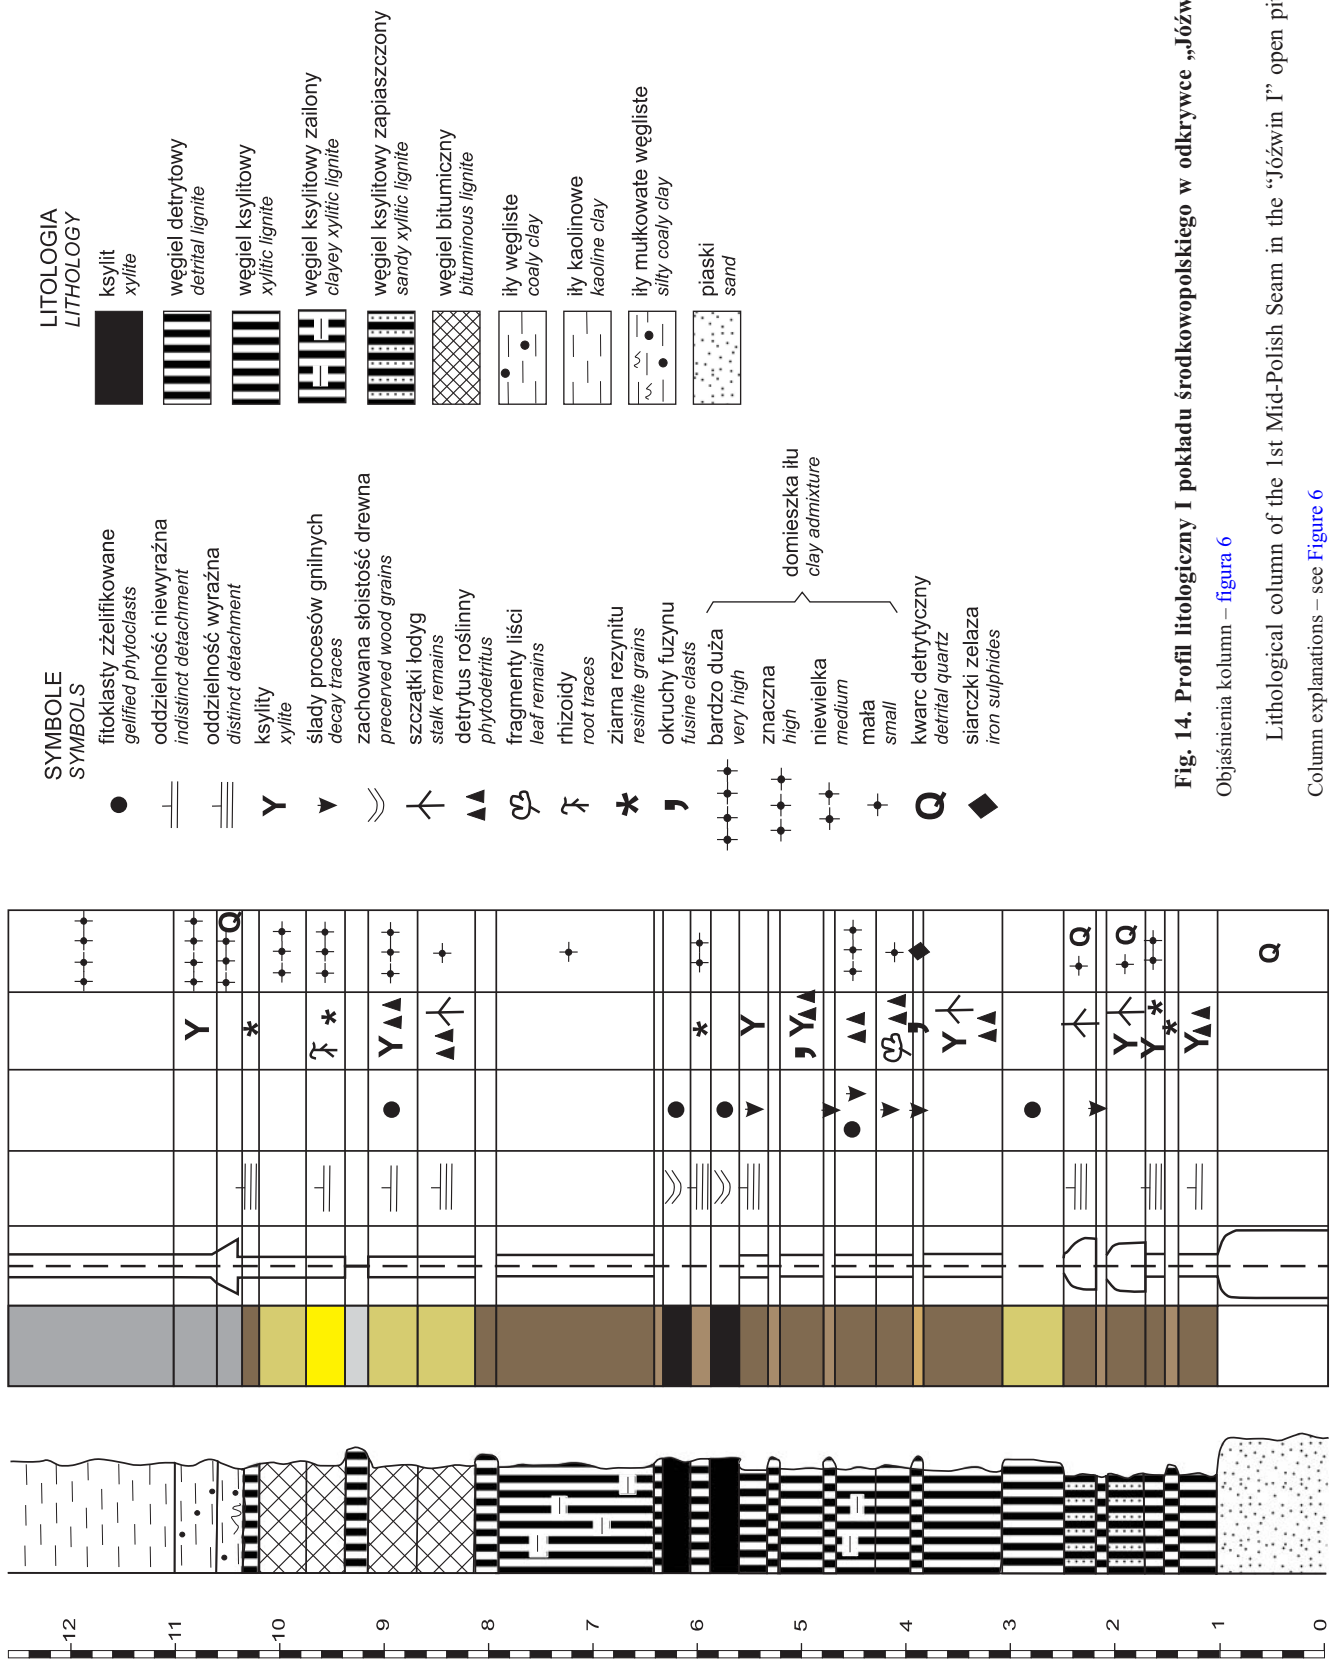 12
11
10
9
8
7
6
5
4
3
2
1
0
Q
Y
*
*
Y
*
Y
,
Y
,
Y
Q
Y
Q
Y
*
*
Y
Q
SYMBOLE
SYMBOLS
fitoklasty zżelifikowane
gelified phytoclasts
oddzielność niewyraźna
indistinct detachment
oddzielność wyraźna
distinct detachment
Y
ksylity
xylite
ślady procesów gnilnych
decay traces
zachowana słoistość drewna
precerved wood grains
szczątki łodyg
stalk remains
detrytus roślinny
phytodetritus
fragmenty liści
leaf remains
rhizoidy
root traces
*
ziarna rezynitu
resinite grains
,
okruchy fuzynu
fusine clasts
bardzo duża
very high
znaczna
high
niewielka
medium
mała
small
domieszka iłu
clay admixture
Q
kwarc detrytyczny
detrital quartz
siarczki zelaza
iron sulphides
LITOLOGIA
LITHOLOGY
ksylit
xylite
węgiel detrytowy
detrital lignite
węgiel ksylitowy
xylitic lignite
węgiel ksylitowy zailony
clayey xylitic lignite
węgiel ksylitowy zapiaszczony
sandy xylitic lignite
węgiel bitumiczny
bituminous lignite
iły węgliste
coaly clay
iły kaolinowe
kaoline clay
iły mułkowate węgliste
silty coaly clay
piaski
sand
Fig. 14. Profil litologiczny I pokładu środkowopolskiego w odkrywce „Józw
Objaśnienia kolumn – figura 6
Lithological column of the 1st Mid-Polish Seam in the “Jóźwin I” open pi
Column explanations – see Figure 6